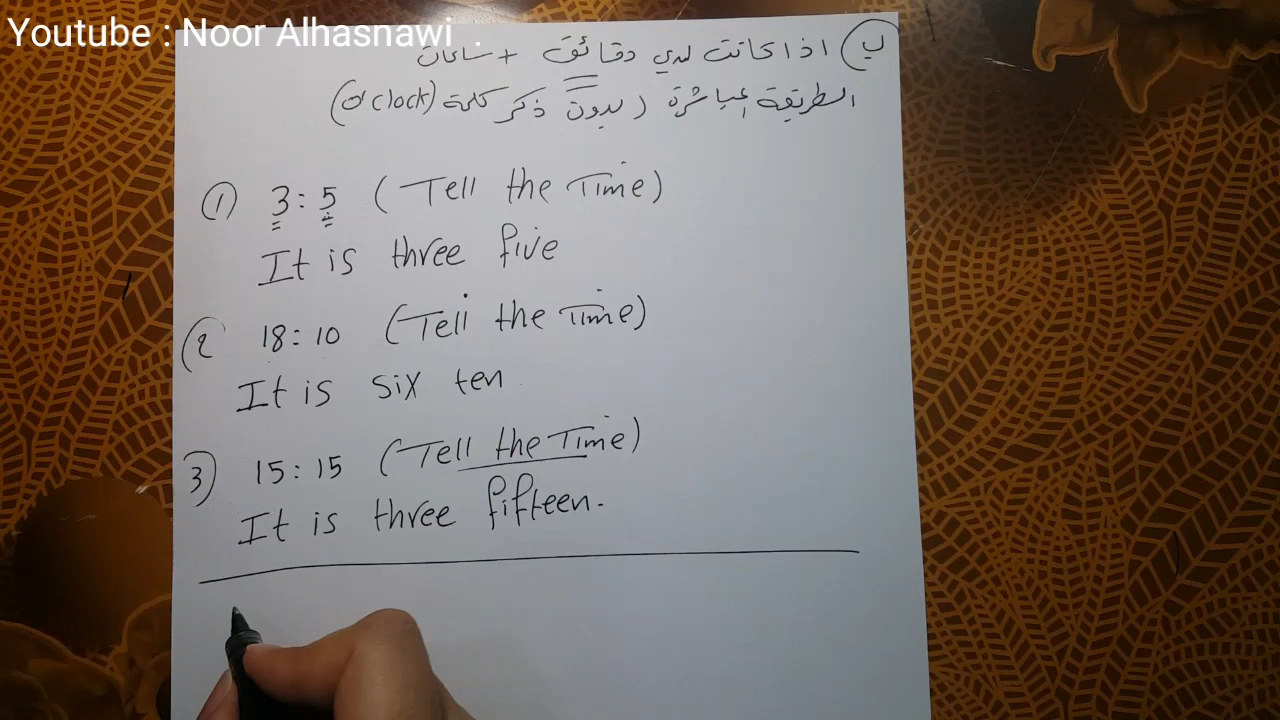 Youtube : Noor Alhasnawi .
ب) اذا كانت لدي دقائق + ساعات
الطريقة المباشرة (بدون ذكر كلمة (o'clock)
① 3:5 (Tell the Time)
It is three five
(2 18:10 (Tell the Time)
It is six ten
3) 15:15 (Tell the Time)
It is three fifteen.